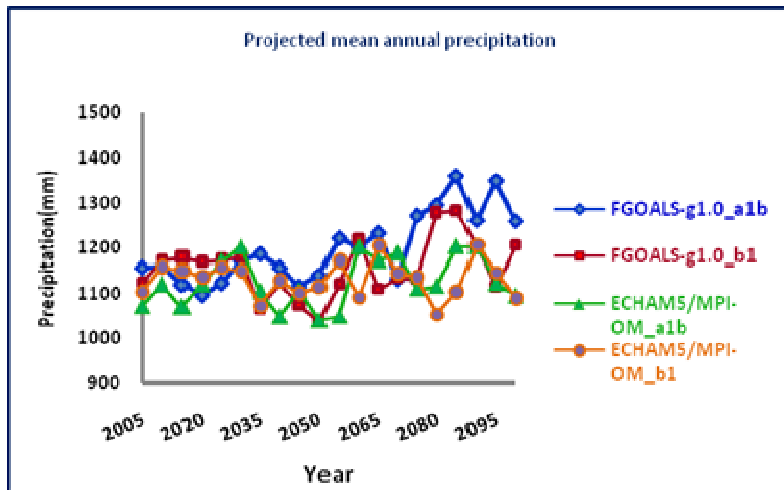 Projected mean annual precipitation
1500
1400
1300
1200
1100
1000
900
Precipitation(mm)
2005 2020 2035 2050 2065 2080 2095
Year
FGOALS-g1.0_a1b
FGOALS-g1.0_b1
ECHAM5/MPI-
OM_a1b
ECHAM5/MPI-
OM_b1